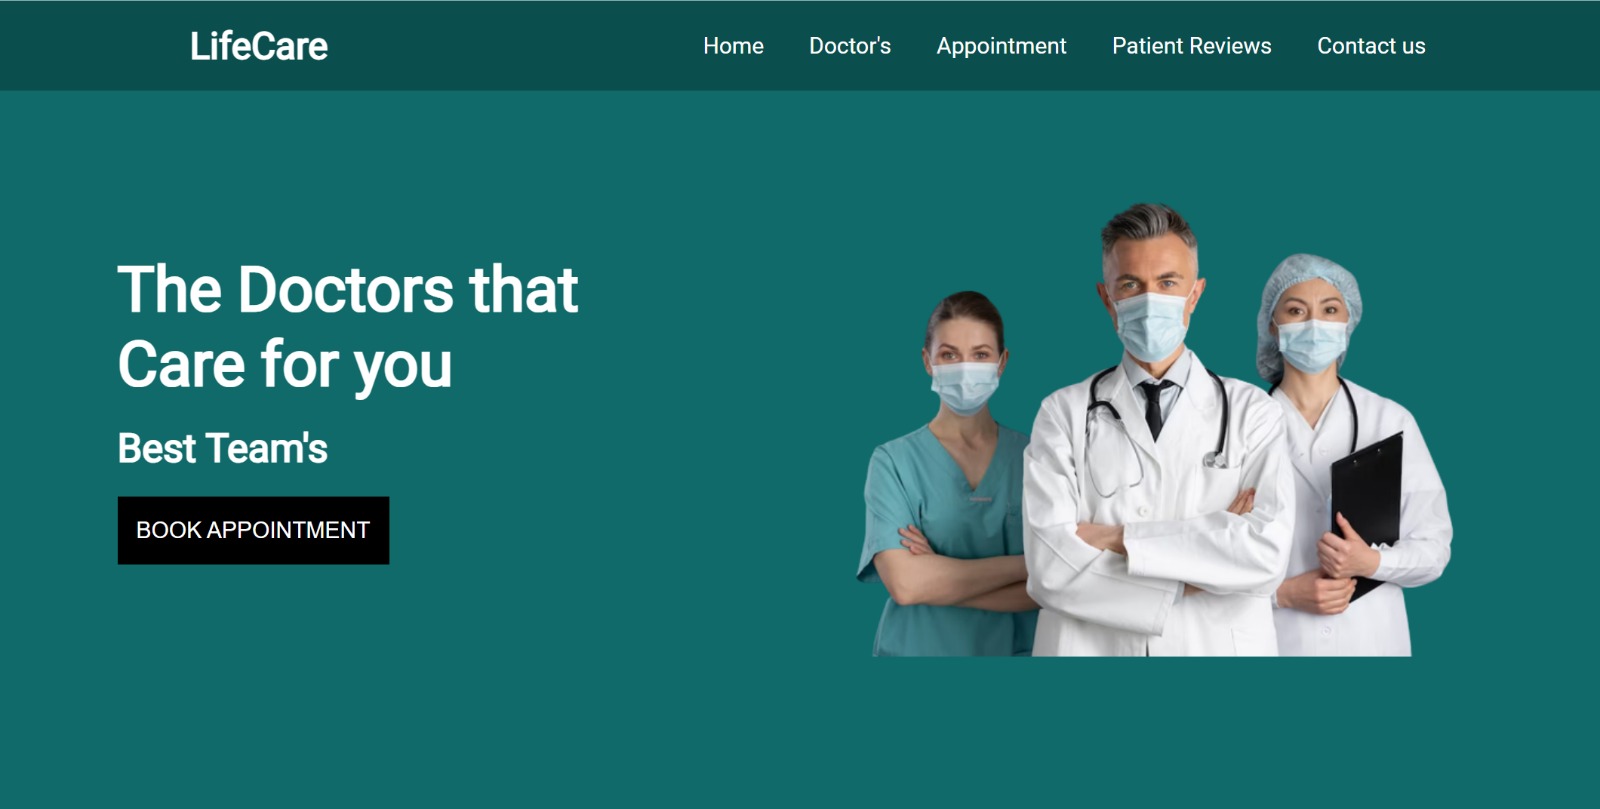 LifeCare
Home Doctor's Appointment Patient Reviews Contact us
The Doctors that
Care for you
Best Team's
BOOK APPOINTMENT